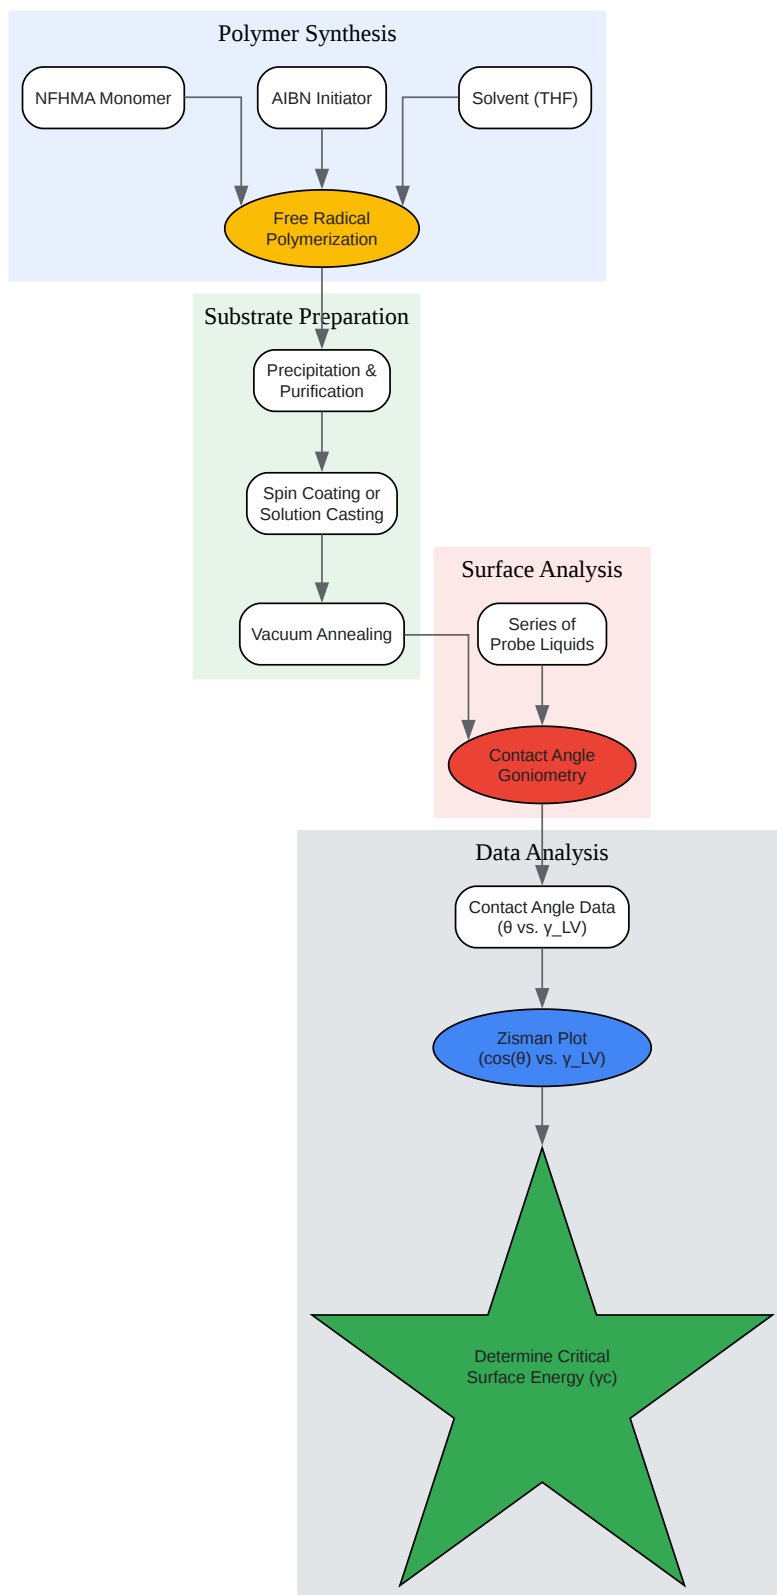 Polymer Synthesis
NFHMA Monomer
AIBN Initiator
Solvent (THF)
Free Radical
Polymerization
Substrate Preparation
Precipitation &
Purification
Spin Coating or
Solution Casting
Vacuum Annealing
Surface Analysis
Series of
Probe Liquids
Contact Angle
Goniometry
Data Analysis
Contact Angle Data
(θ vs. γ_LV)
Zisman Plot
(cos(θ) vs. γ_LV)
Determine Critical
Surface Energy (γc)